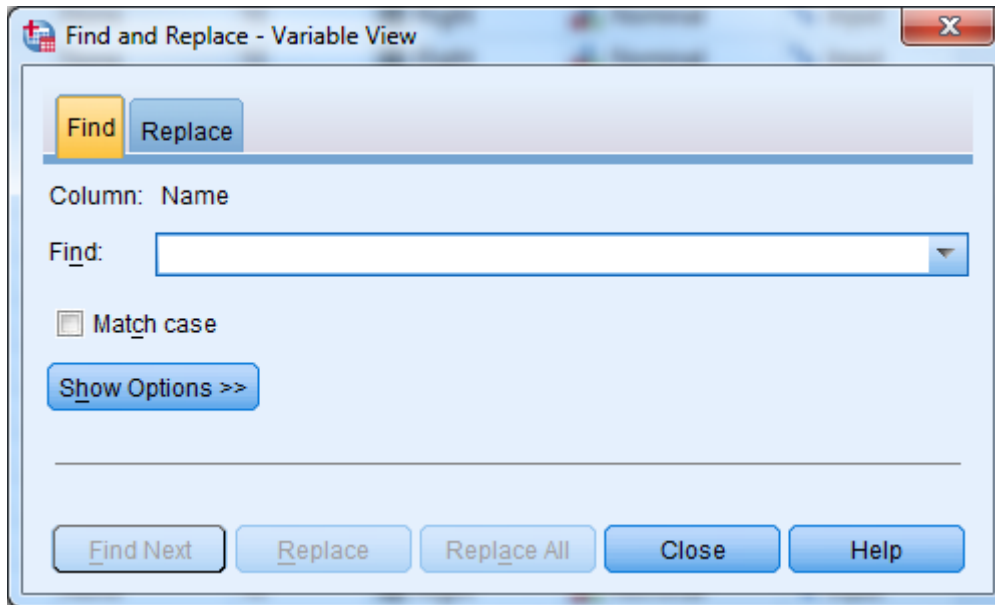 Find and Replace - Variable View
Find Replace
Column: Name
Find:
Match case
Show Options >>
Find Next Replace Replace All Close Help